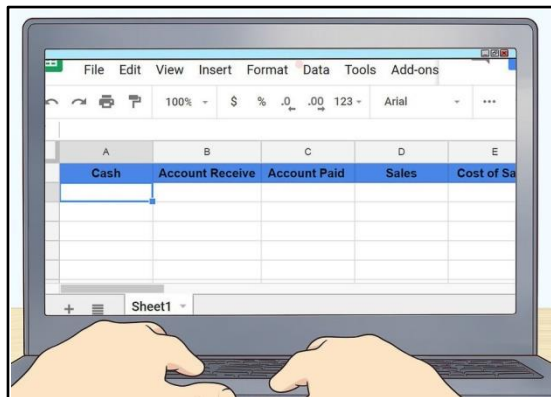 File Edit View Insert Format Data Tools Add-ons
100% $ % .0 .00 123 Arial ...
A B C D E
Cash Account Receive Account Paid Sales Cost of Sa
+ Sheet1